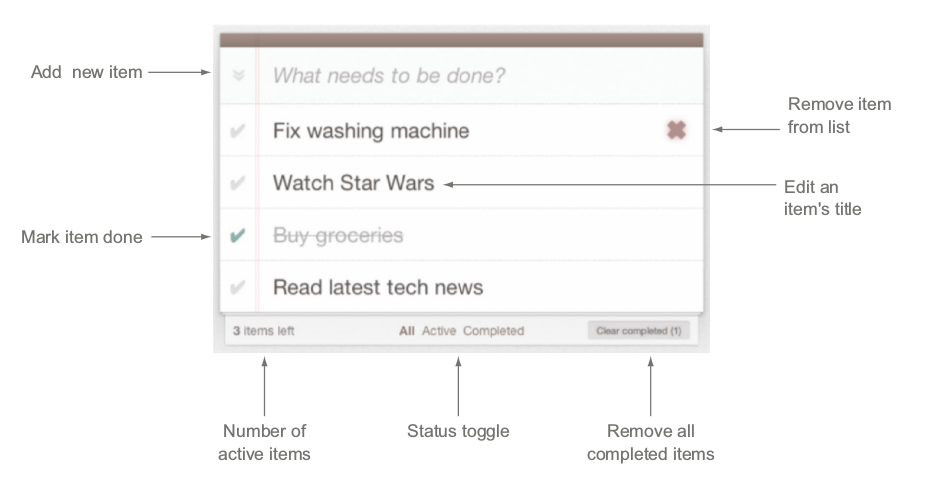 Add new item
What needs to be done?
Remove item
from list
Fix washing machine
Watch Star Wars
Edit an
item's title
Mark item done
Buy groceries
Read latest tech news
3 items left
All Active Completed
Clear completed (1)
Number of
active items
Status toggle
Remove all
completed items